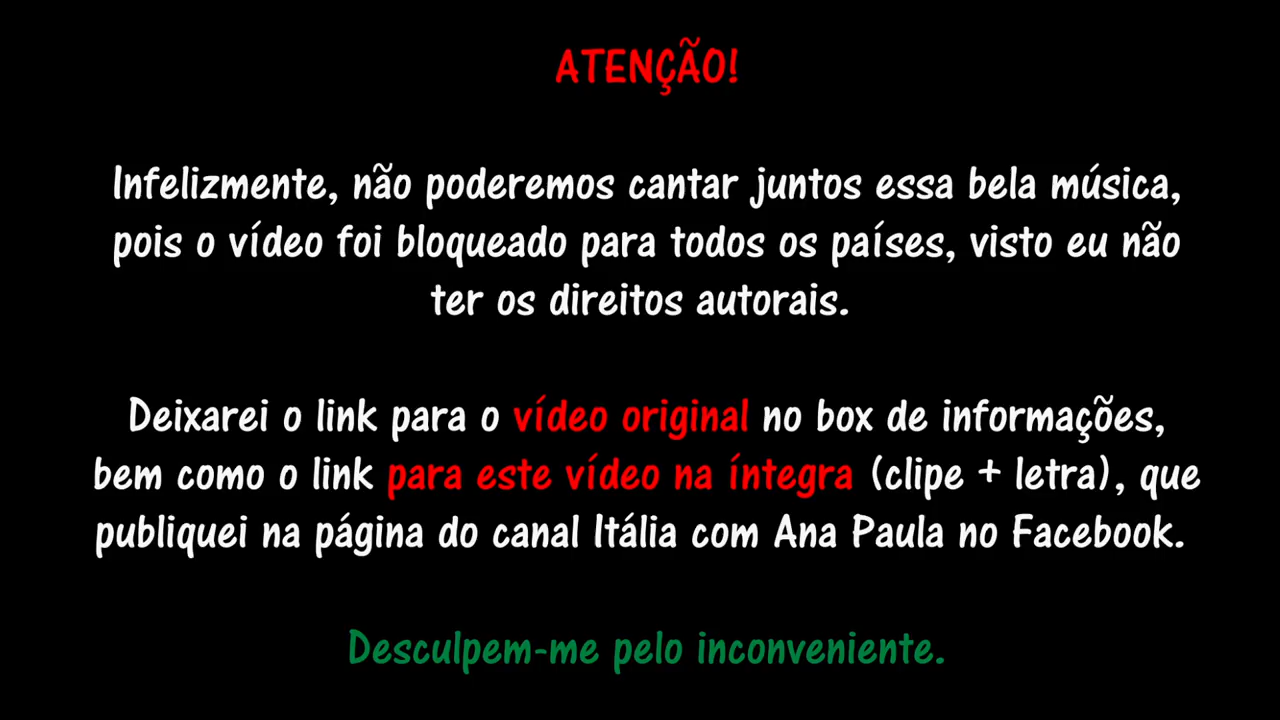 ATENÇÃO!
Infelizmente, não poderemos cantar juntos essa bela música,
pois o vídeo foi bloqueado para todos os países, visto eu não
ter os direitos autorais.
Deixarei o link para o vídeo original no box de informações,
bem como o link para este vídeo na íntegra (clipe + letra), que
publiquei na página do canal Itália com Ana Paula no Facebook.
Desculpem-me pelo inconveniente.